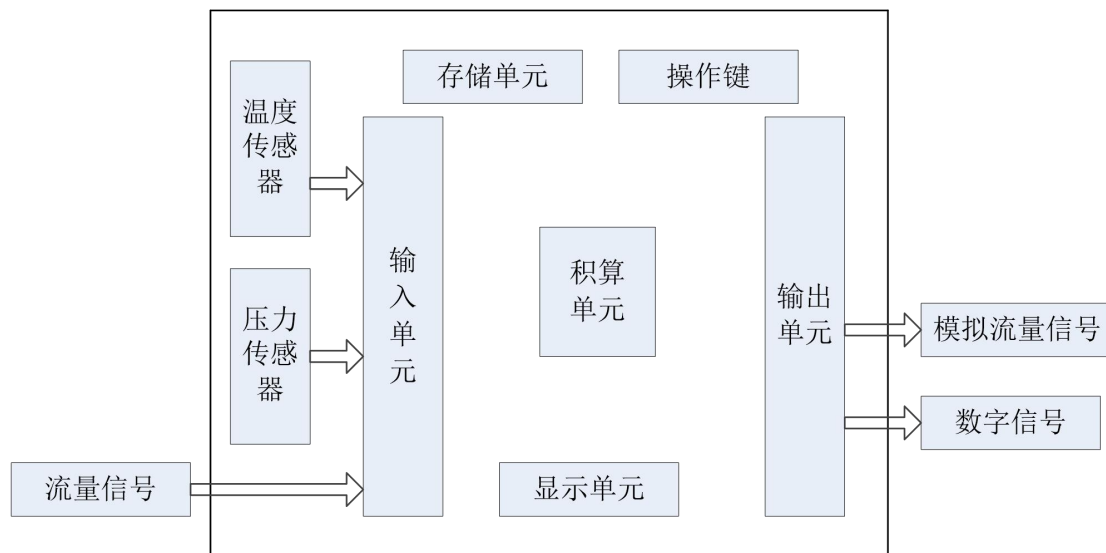 存储单元
操作键
温度
传感
器
输
入
单
元
积算
单元
输出
单元
压力
传感
器
模拟流量信号
数字信号
流量信号
显示单元